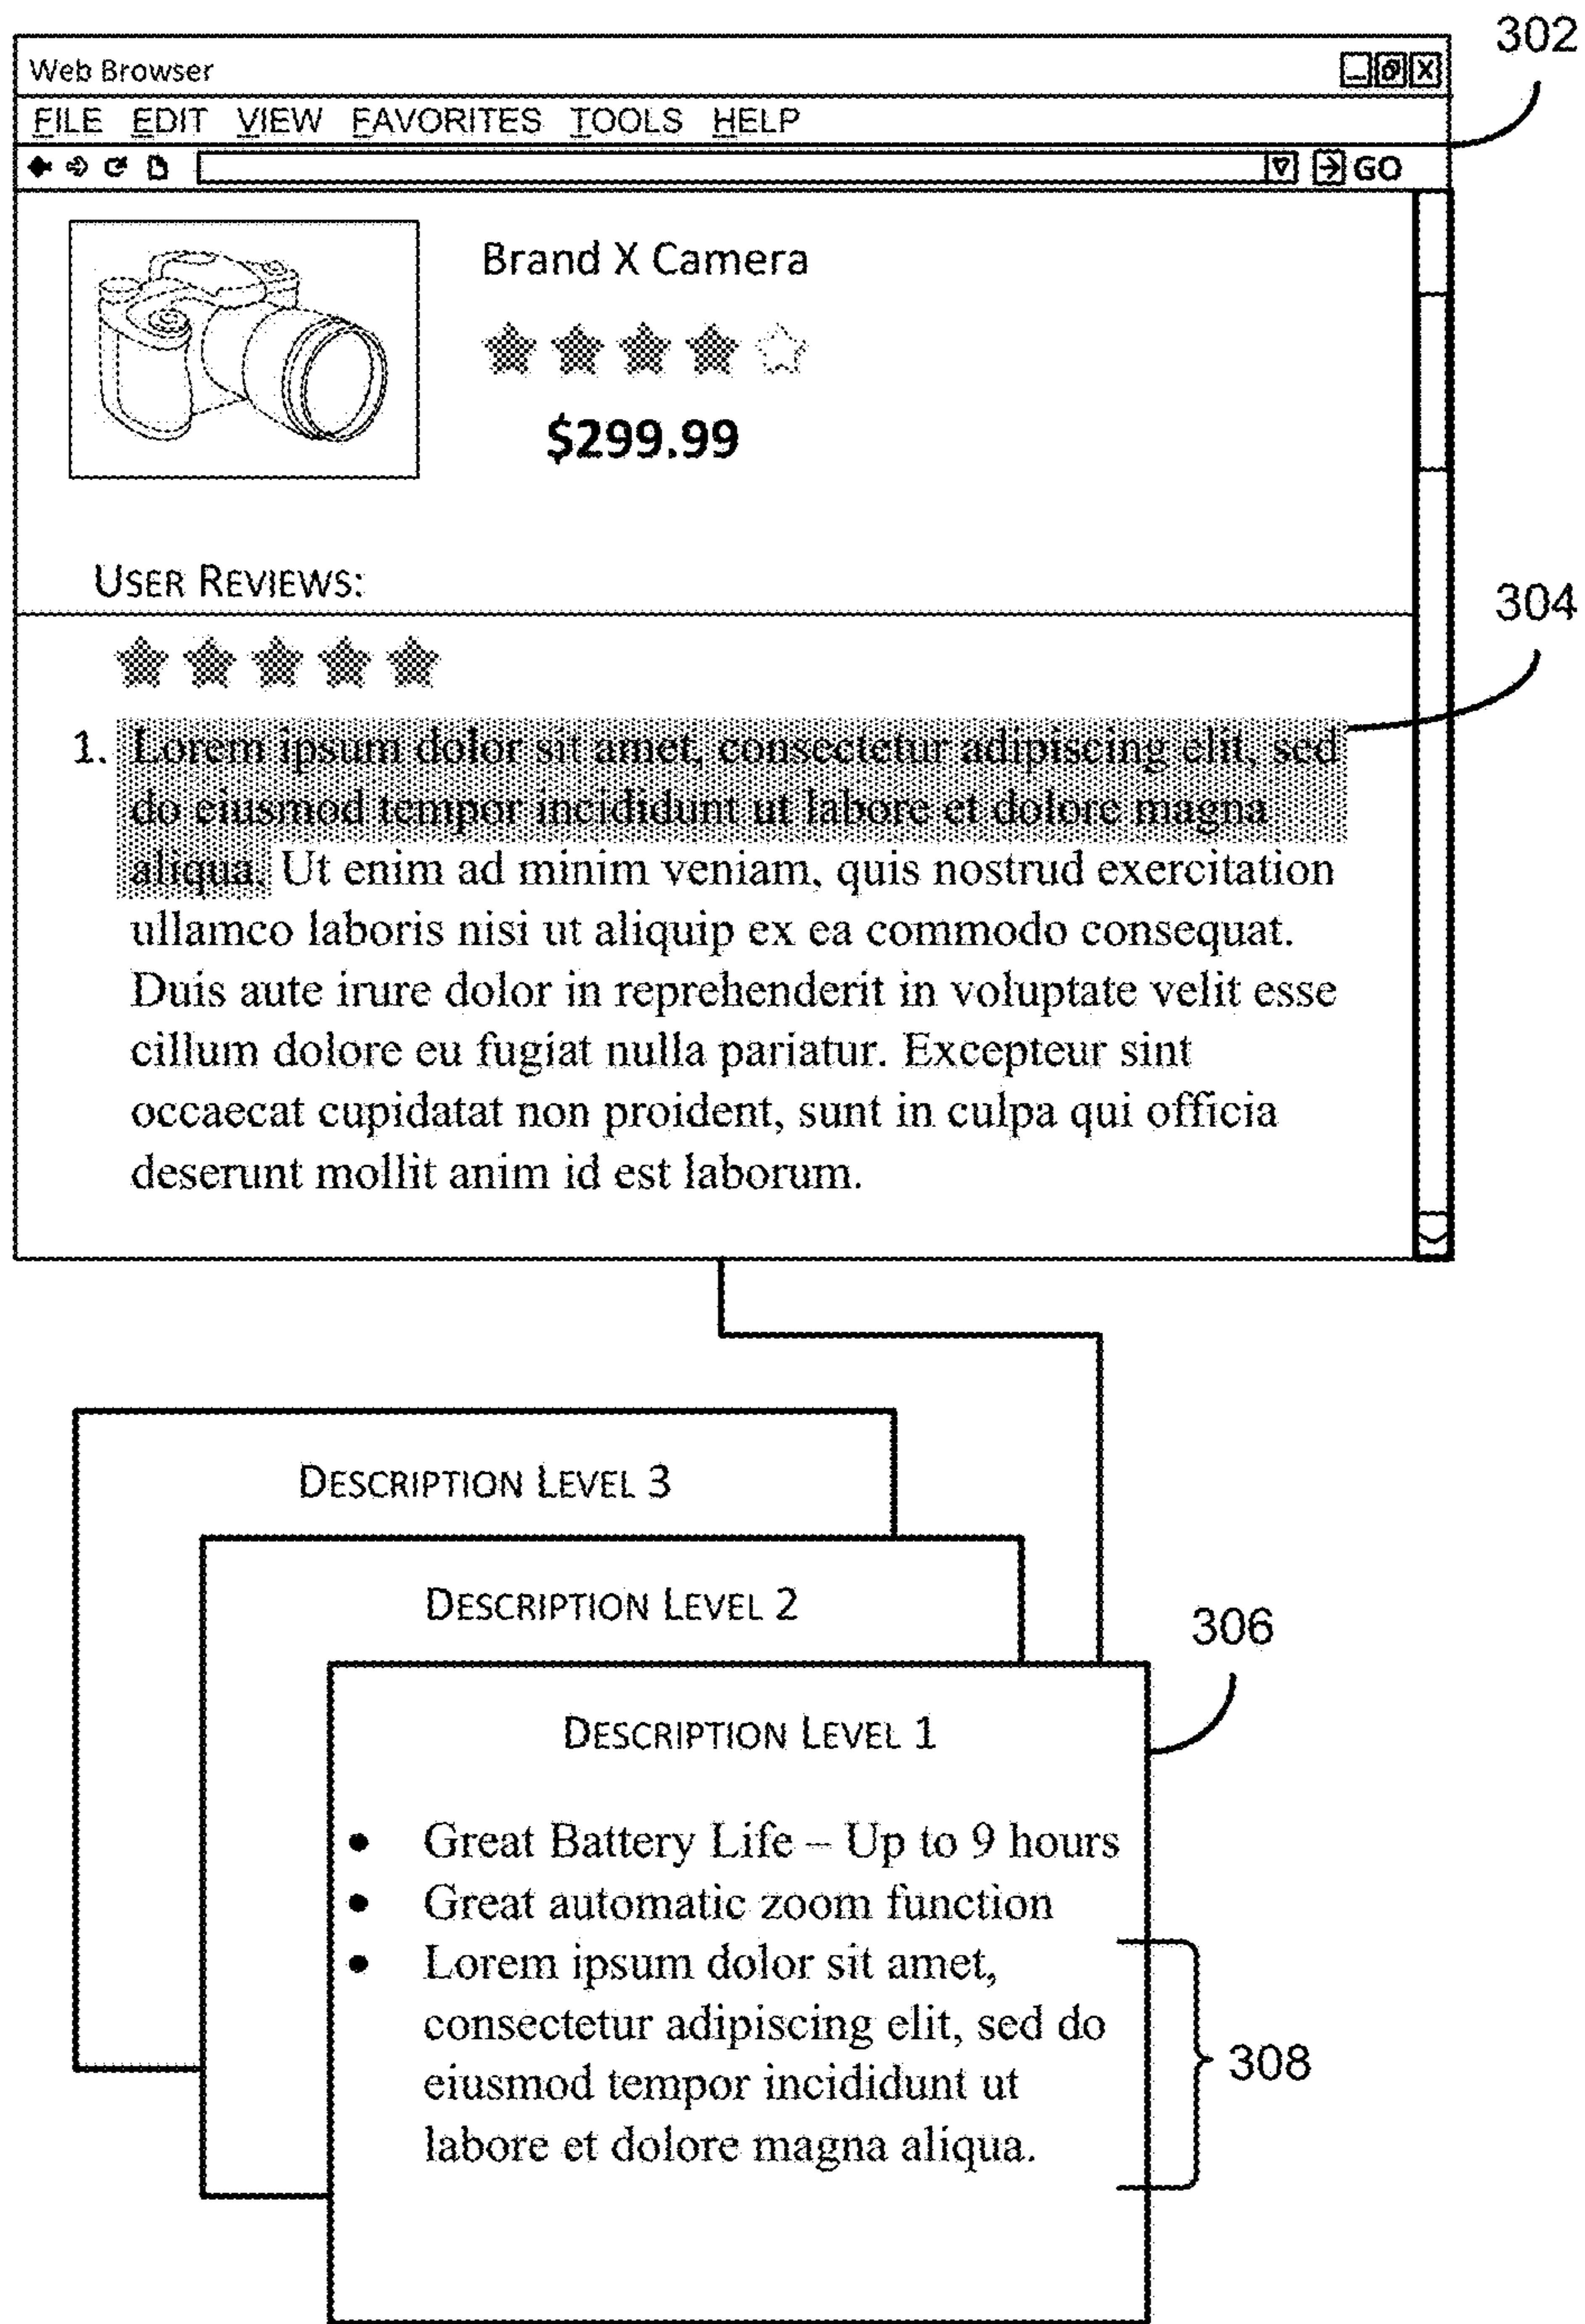 302
Web Browser
FILE EDIT VIEW FAVORITES TOOLS HELP
GO
Brand X Camera
$299.99
USER REVIEWS:
304
1. Lorem ipsum dolor sit amet, consectetur adipiscing elit, sed
do eiusmod tempor incididunt ut labore et dolore magna
aliqua. Ut enim ad minim veniam, quis nostrud exercitation
ullamco laboris nisi ut aliquip ex ea commodo consequat.
Duis aute irure dolor in reprehenderit in voluptate velit esse
cillum dolore eu fugiat nulla pariatur. Excepteur sint
occaecat cupidatat non proident, sunt in culpa qui officia
deserunt mollit anim id est laborum.
DESCRIPTION LEVEL 3
DESCRIPTION LEVEL 2
306
DESCRIPTION LEVEL 1
• Great Battery Life – Up to 9 hours
• Great automatic zoom function
• Lorem ipsum dolor sit amet,
consectetur adipiscing elit, sed do
eiusmod tempor incididunt ut
labore et dolore magna aliqua.
308